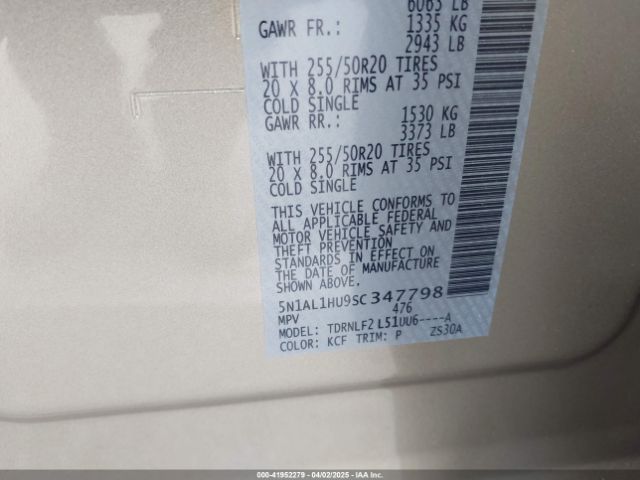 6063 LB
GAWR FR.: 1335 KG
2943 LB
WITH 255/50R20 TIRES
20 X 8.0 RIMS AT 35 PSI
COLD SINGLE
GAWR RR.: 1530 KG
3373 LB
WITH 255/50R20 TIRES
20 X 8.0 RIMS AT 35 PSI
COLD SINGLE
THIS VEHICLE CONFORMS TO
ALL APPLICABLE FEDERAL
MOTOR VEHICLE SAFETY AND
THEFT PREVENTION
STANDARDS IN EFFECT ON
THE DATE OF MANUFACTURE
SHOWN ABOVE.
5N1AL1HU9SC347798
MPV 476
MODEL: TDRNLF2 L51UU6----A
COLOR: KCF TRIM: P ZS30A
000-41952279 - 04/02/2025 - IAA Inc.